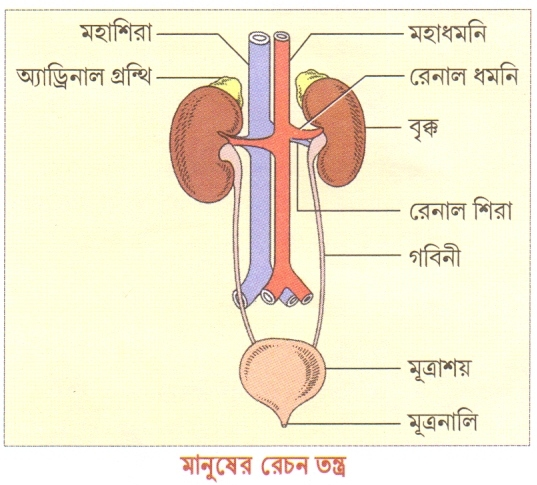 মহাশিরা
মহাধমনি
অ্যাড্রিনাল গ্রন্থি
রেনাল ধমনি
বৃক্ক
রেনাল শিরা
গবিনী
মূত্রাশয়
মূত্রনালি
মানুষের রেচন তন্ত্র